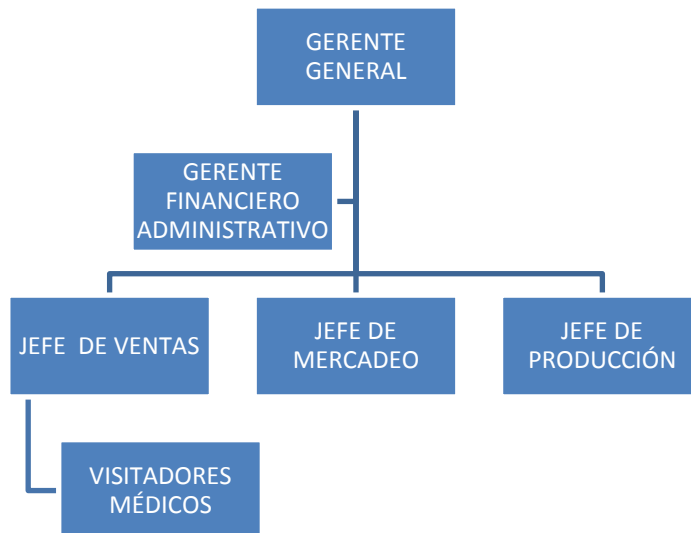 GERENTE
GENERAL
GERENTE
FINANCIERO
ADMINISTRATIVO
JEFE  DE VENTAS
JEFE DE
MERCADEO
JEFE DE
PRODUCCIÓN
VISITADORES
MÉDICOS